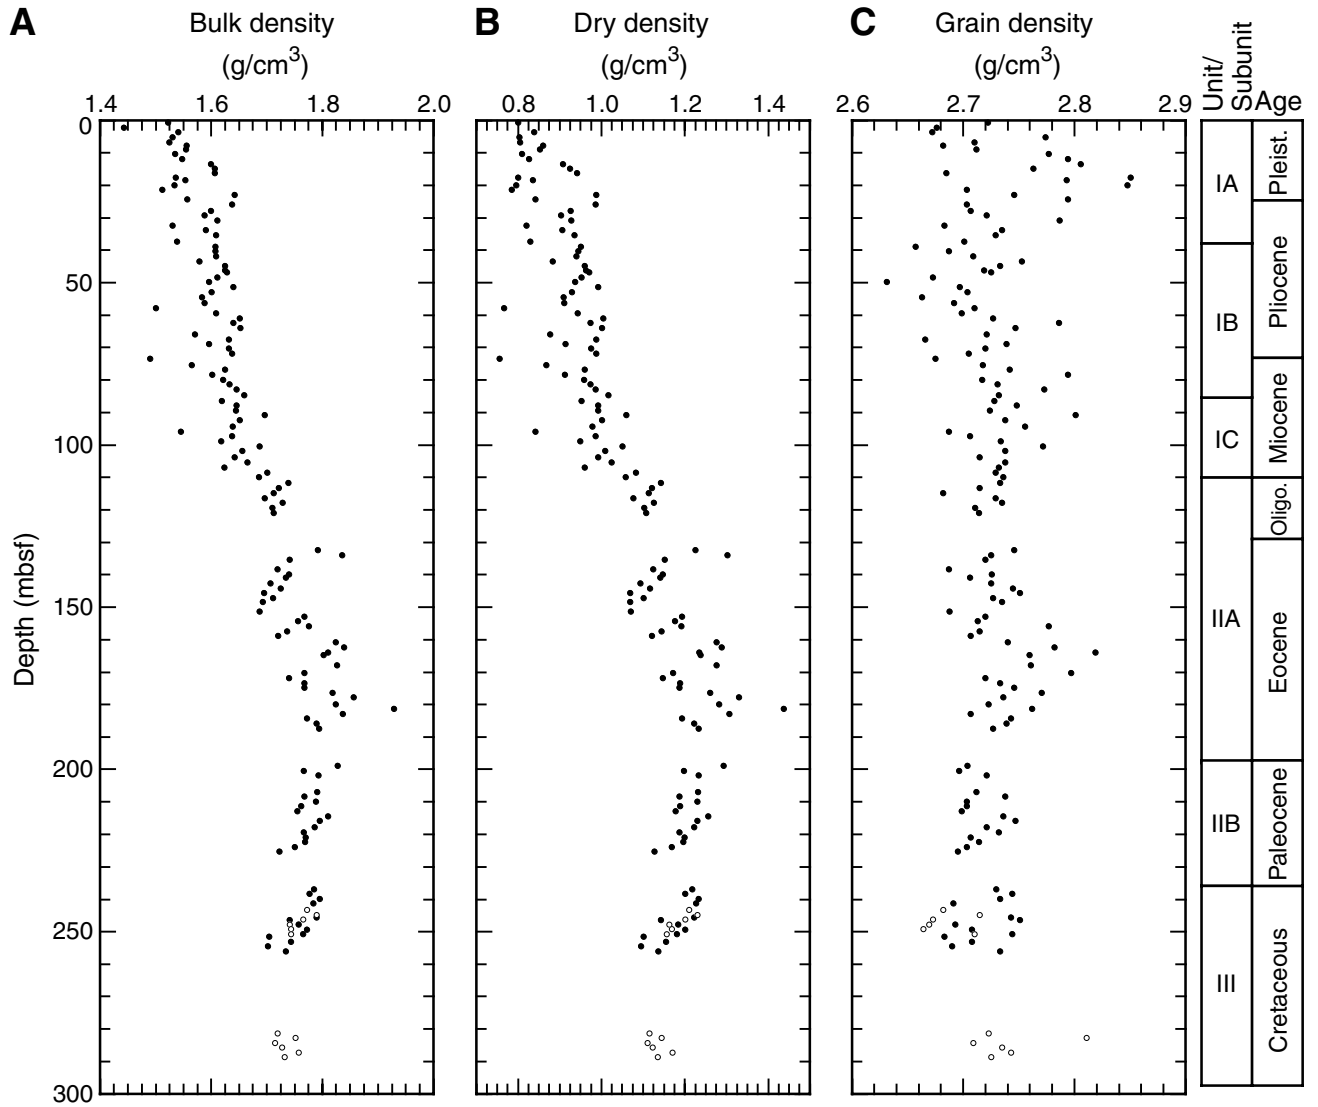 A Bulk density
(g/cm³)
B Dry density
(g/cm³)
C Grain density
(g/cm³)
Unit/
Subunit
Age
1.4 1.6 1.8 2.0
0.8 1.0 1.2 1.4
2.6 2.7 2.8 2.9
0
50
100
150
200
250
300
Depth (mbsf)
IA
IB
IC
IIA
IIB
III
Pleist.
Pliocene
Miocene
Oligo.
Eocene
Paleocene
Cretaceous